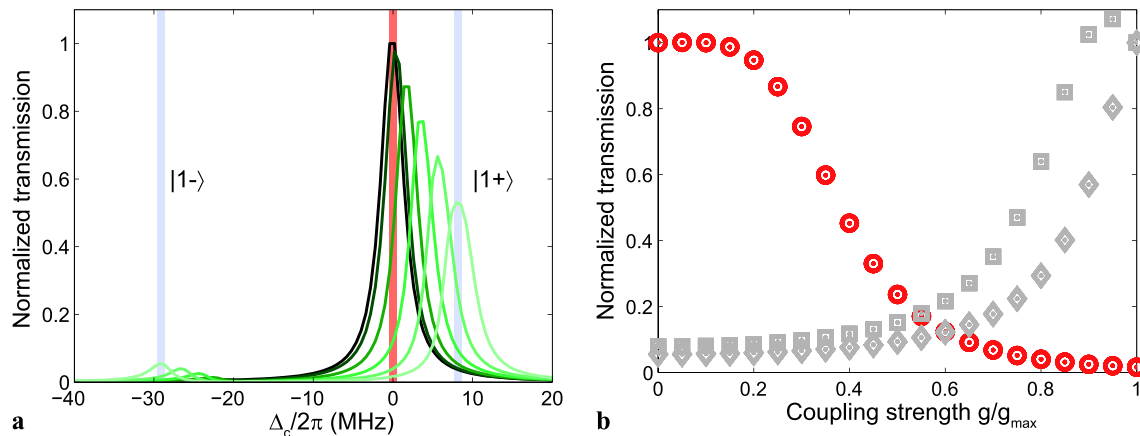 1
0.8
0.6
0.4
0.2
0
Normalized transmission
|1-⟩
|1+⟩
−40 −30 −20 −10 0 10 20
Δc/2π (MHz)
a
1
0.8
0.6
0.4
0.2
0
Normalized transmission
0 0.2 0.4 0.6 0.8 1
Coupling strength g/gmax
b